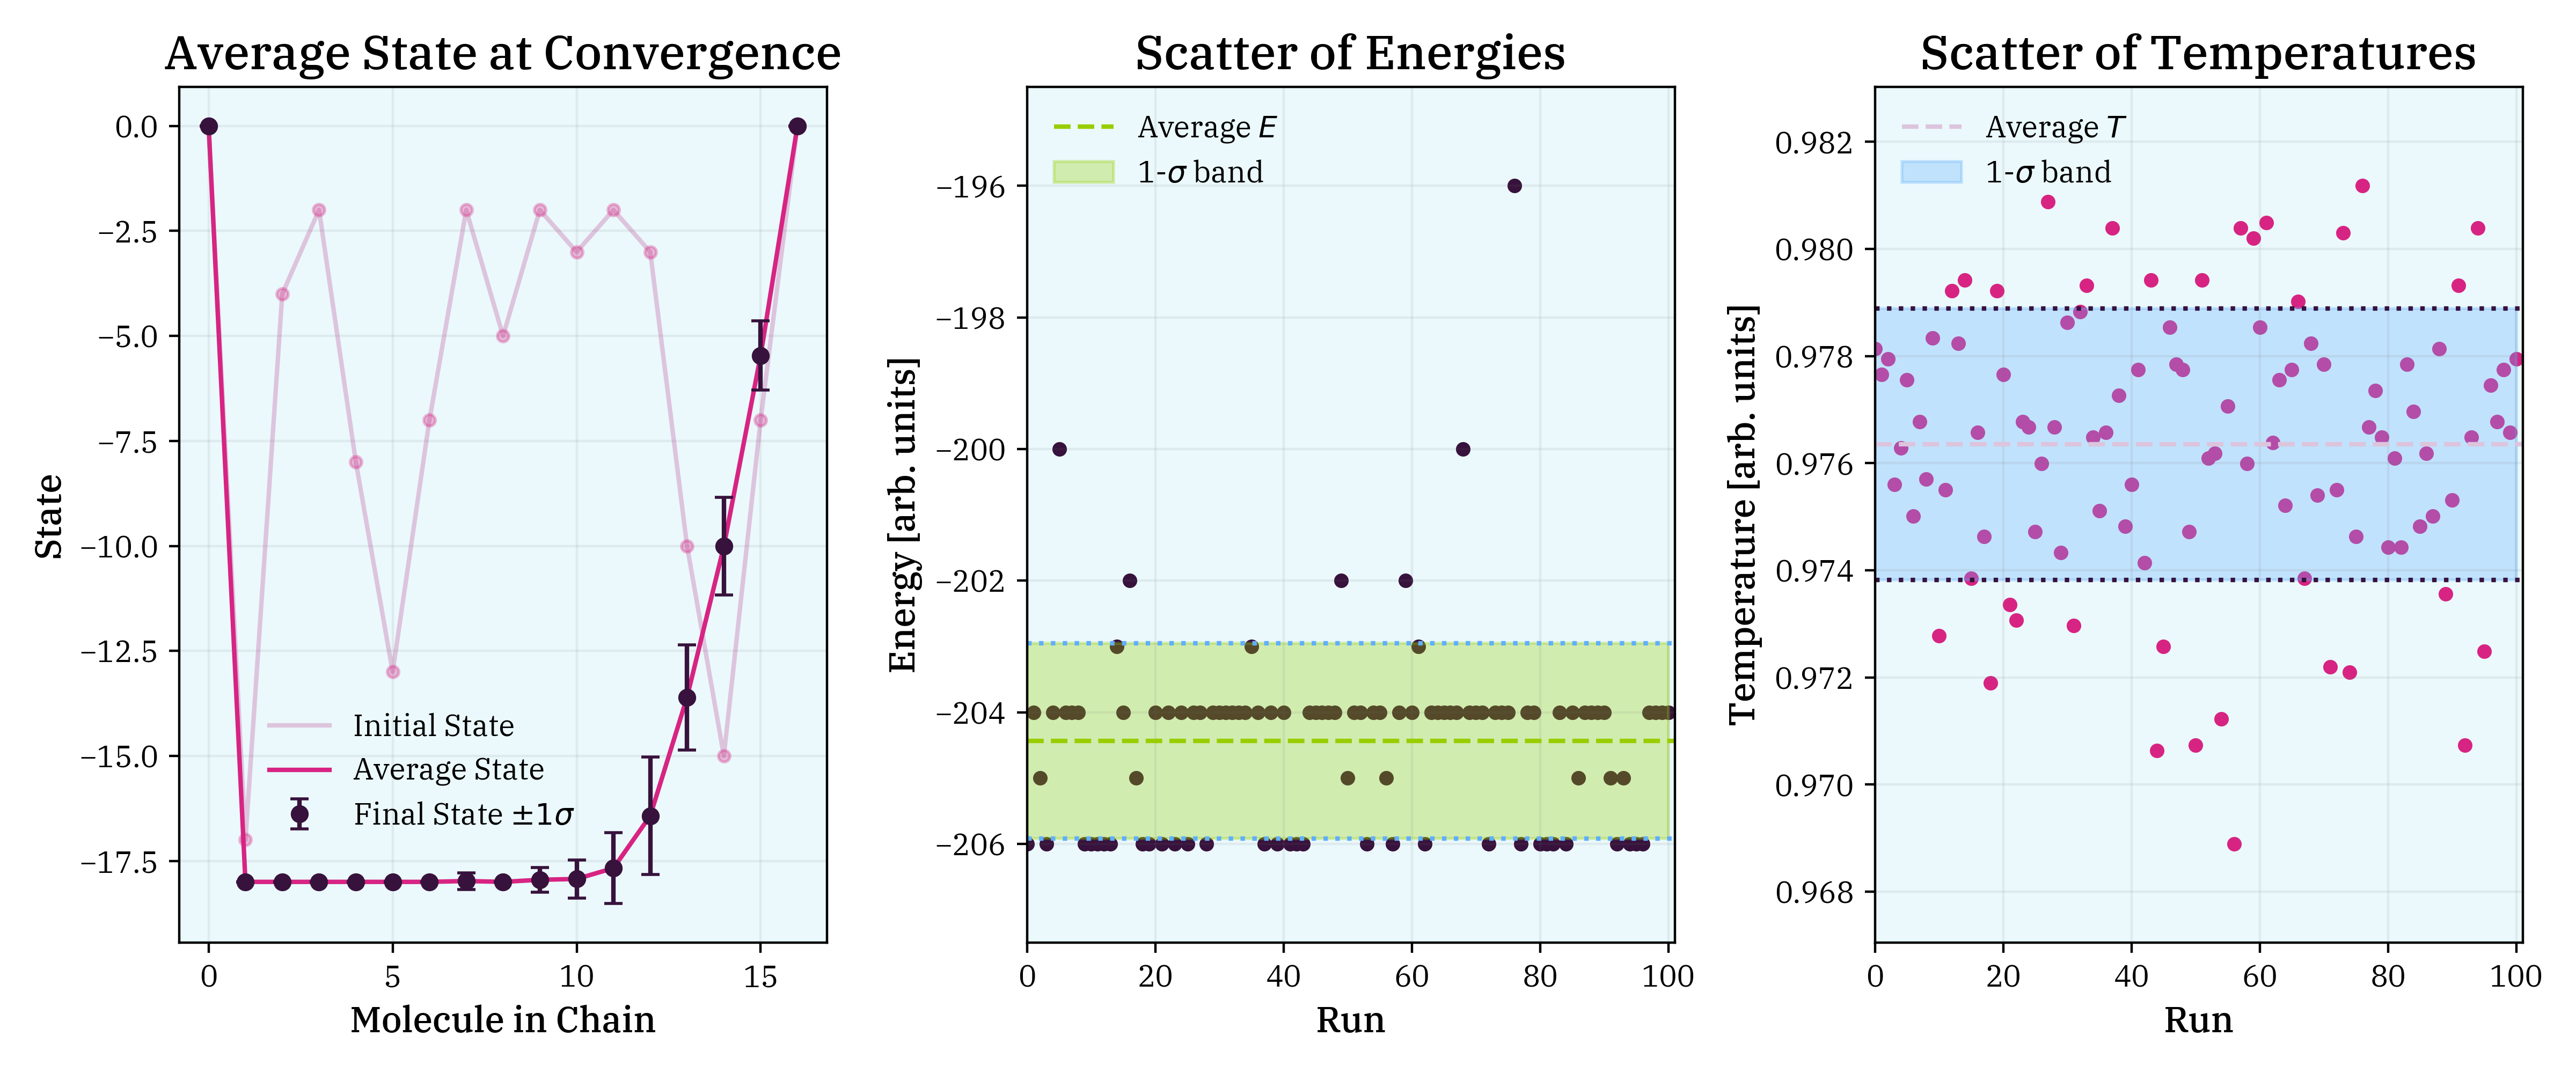 Average State at Convergence
State
0.0
−2.5
−5.0
−7.5
−10.0
−12.5
−15.0
−17.5
Initial State
Average State
Final State ±1σ
0 5 10 15
Molecule in Chain
Scatter of Energies
Energy [arb. units]
−196
−198
−200
−202
−204
−206
Average E
1-σ band
0 20 40 60 80 100
Run
Scatter of Temperatures
Temperature [arb. units]
0.982
0.980
0.978
0.976
0.974
0.972
0.970
0.968
Average T
1-σ band
0 20 40 60 80 100
Run